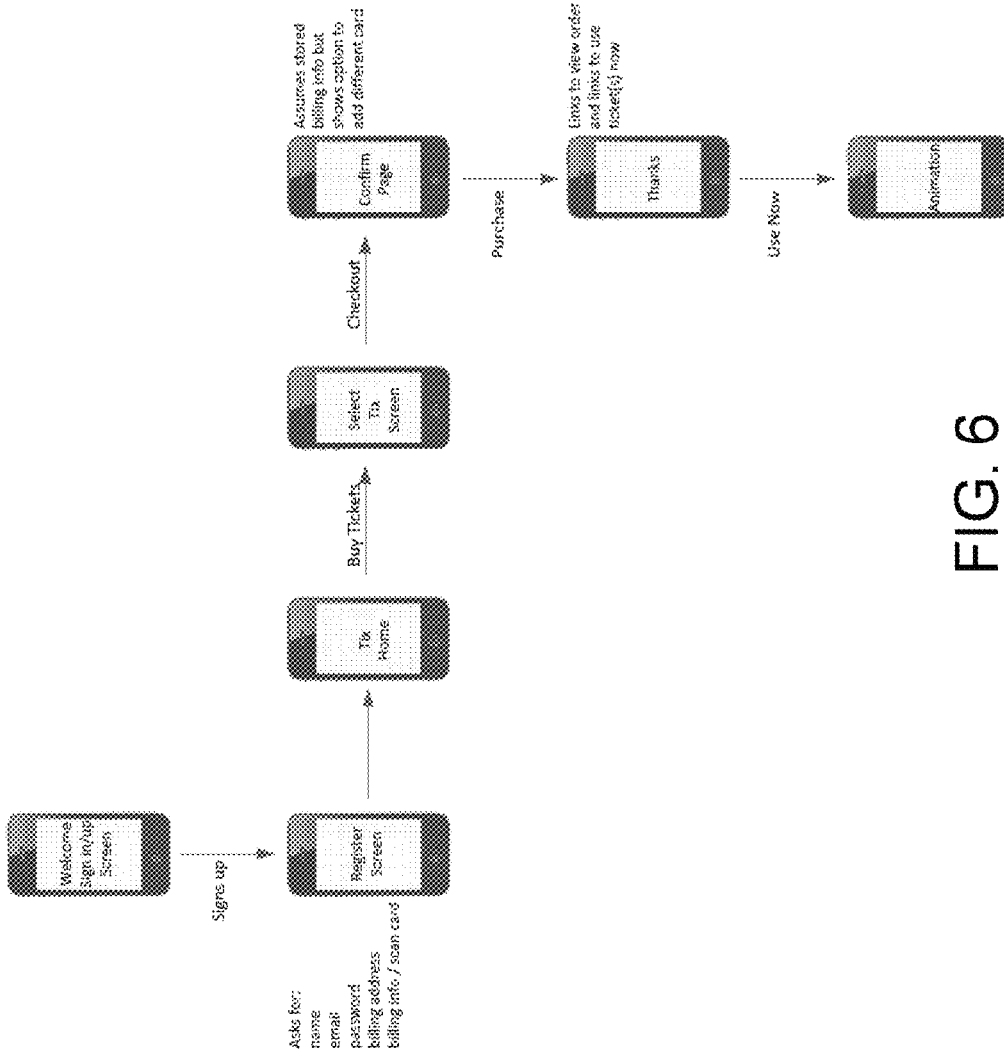 Welcome
Sign in/up
Screen
Signs up
Asks for:
name
email
password
billing address
billing info / scan card
Register
Screen
Tix
Home
Buy Tickets
Select
Tix
Screen
Checkout
Assumes stored
billing info but
shows option to
add different card
Confirm
Page
Purchase
Links to view order
and links to use
ticket(s) now
Thanks
Use Now
Animation
FIG. 6